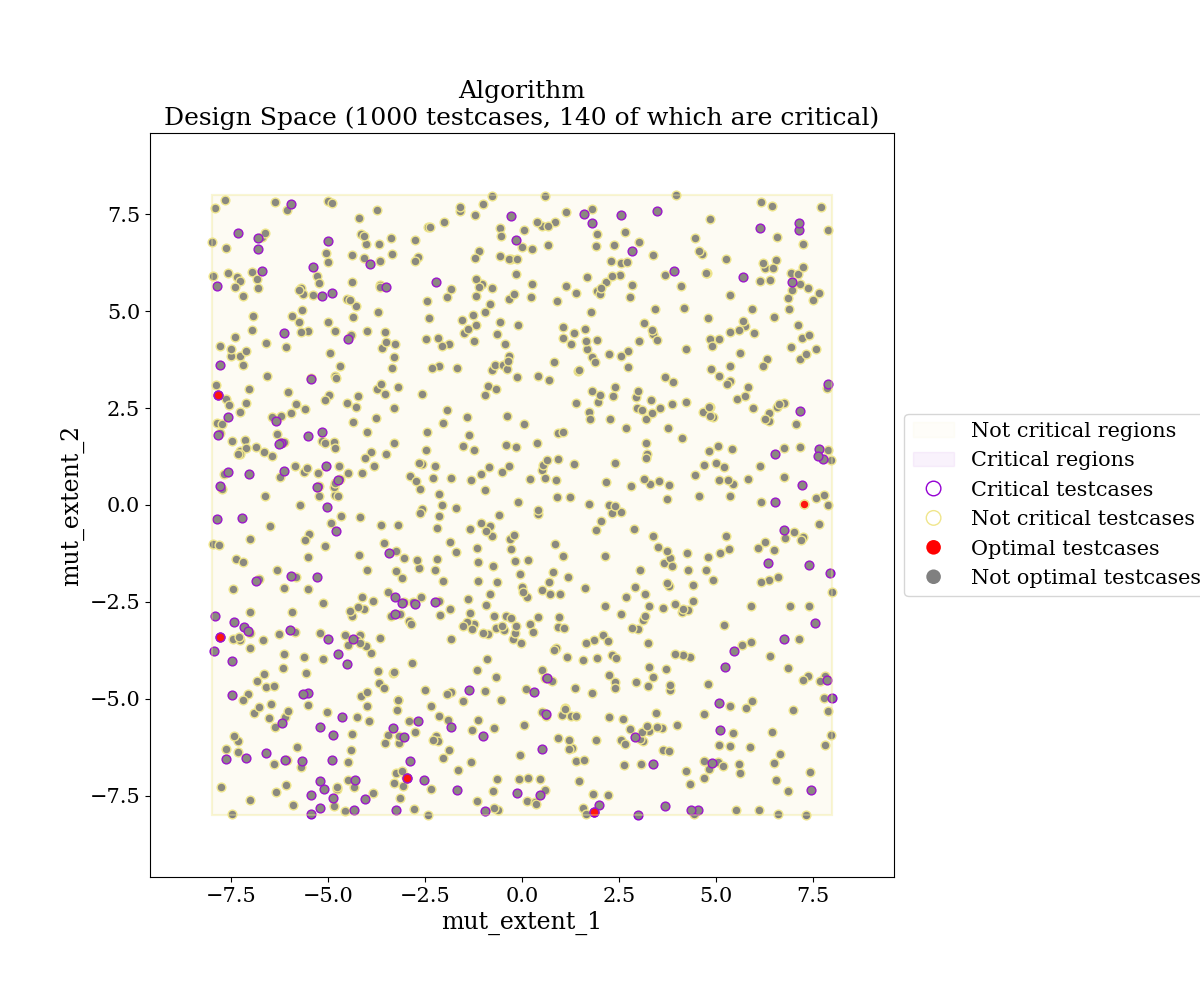 Algorithm
Design Space (1000 testcases, 140 of which are critical)
7.5
5.0
2.5
0.0
−2.5
−5.0
−7.5
mut_extent_2
−7.5
−5.0
−2.5
0.0
2.5
5.0
7.5
mut_extent_1
Not critical regions
Critical regions
Critical testcases
Not critical testcases
Optimal testcases
Not optimal testcases